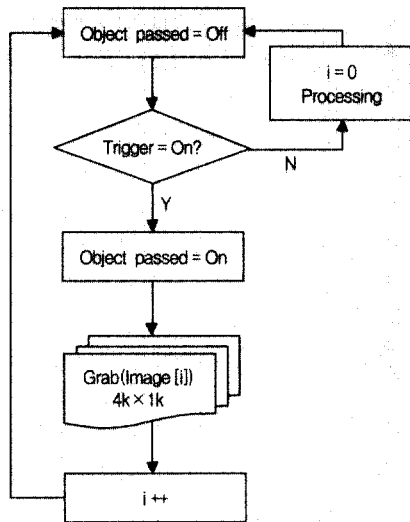 Object passed = Off
i = 0
Processing
Trigger = On?
N
Y
Object passed = On
Grab(Image [i])
4k × 1k
i ++